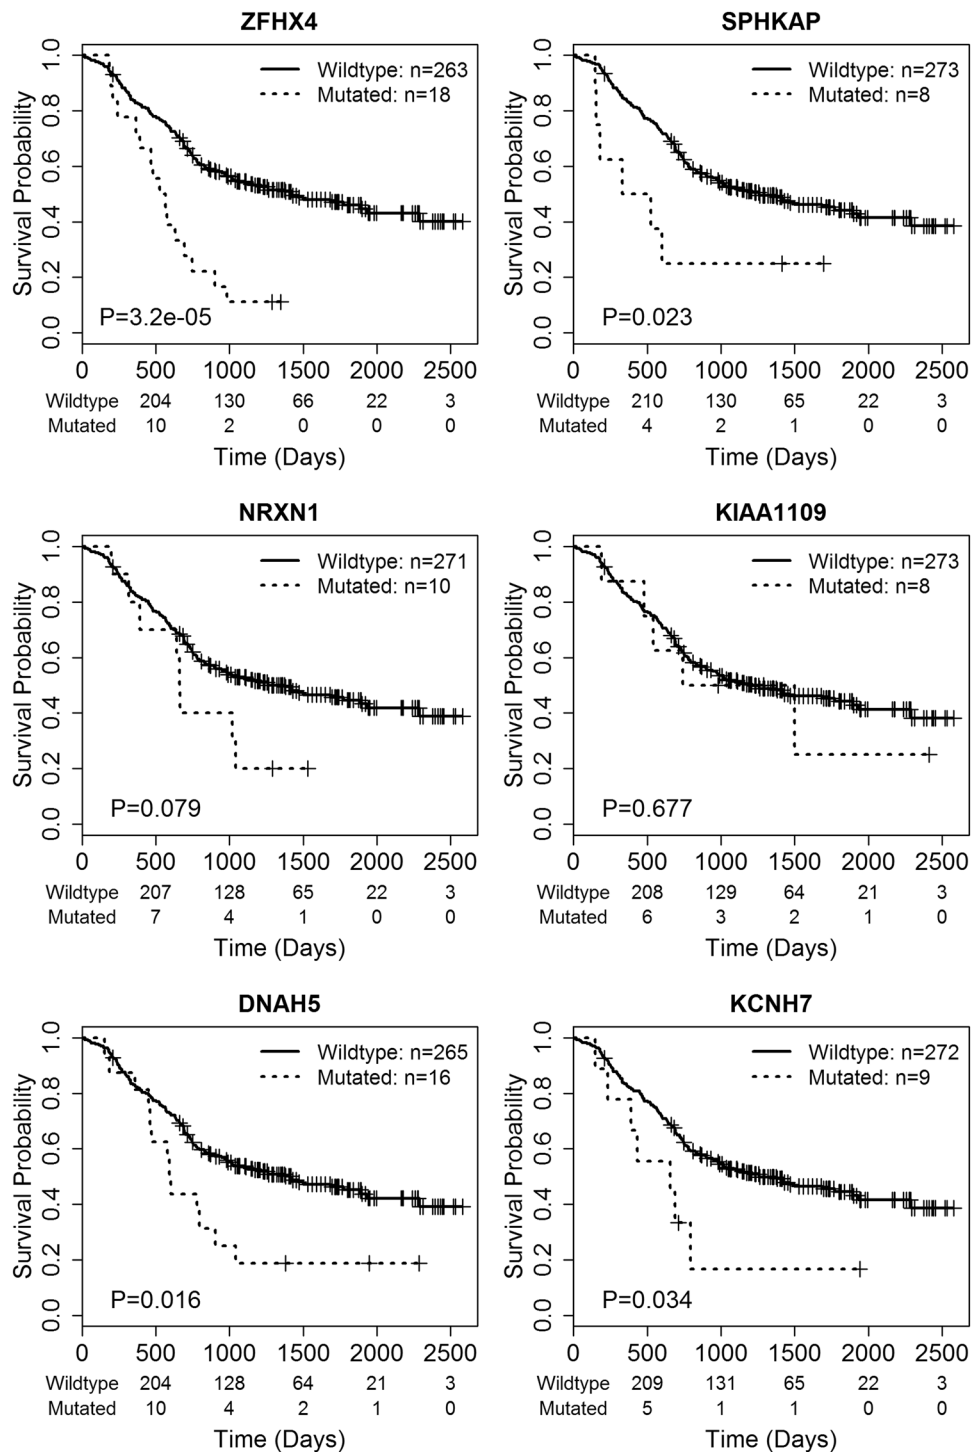 ZFHX4
Survival Probability
0.0 0.2 0.4 0.6 0.8 1.0
Wildtype: n=263
Mutated: n=18
P=3.2e-05
0 500 1000 1500 2000 2500
Wildtype 204 130 66 22 3
Mutated 10 2 0 0 0
Time (Days)
SPHKAP
Survival Probability
0.0 0.2 0.4 0.6 0.8 1.0
Wildtype: n=273
Mutated: n=8
P=0.023
0 500 1000 1500 2000 2500
Wildtype 210 130 65 22 3
Mutated 4 2 1 0 0
Time (Days)
NRXN1
Survival Probability
0.0 0.2 0.4 0.6 0.8 1.0
Wildtype: n=271
Mutated: n=10
P=0.079
0 500 1000 1500 2000 2500
Wildtype 207 128 65 22 3
Mutated 7 4 1 0 0
Time (Days)
KIAA1109
Survival Probability
0.0 0.2 0.4 0.6 0.8 1.0
Wildtype: n=273
Mutated: n=8
P=0.677
0 500 1000 1500 2000 2500
Wildtype 208 129 64 21 3
Mutated 6 3 2 1 0
Time (Days)
DNAH5
Survival Probability
0.0 0.2 0.4 0.6 0.8 1.0
Wildtype: n=265
Mutated: n=16
P=0.016
0 500 1000 1500 2000 2500
Wildtype 204 128 64 21 3
Mutated 10 4 2 1 0
Time (Days)
KCNH7
Survival Probability
0.0 0.2 0.4 0.6 0.8 1.0
Wildtype: n=272
Mutated: n=9
P=0.034
0 500 1000 1500 2000 2500
Wildtype 209 131 65 22 3
Mutated 5 1 1 0 0
Time (Days)